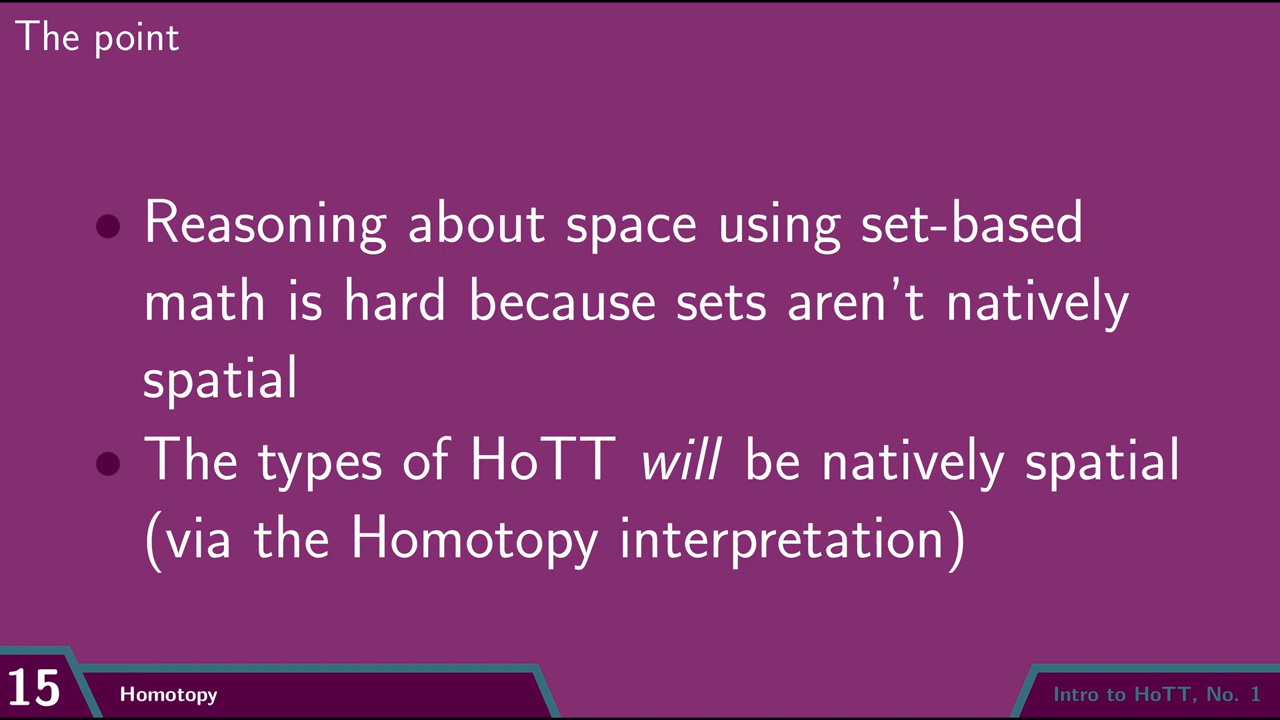 The point
Reasoning about space using set-based
math is hard because sets aren't natively
spatial
The types of HoTT will be natively spatial
(via the Homotopy interpretation)
15
Homotopy
Intro to HoTT, No. 1